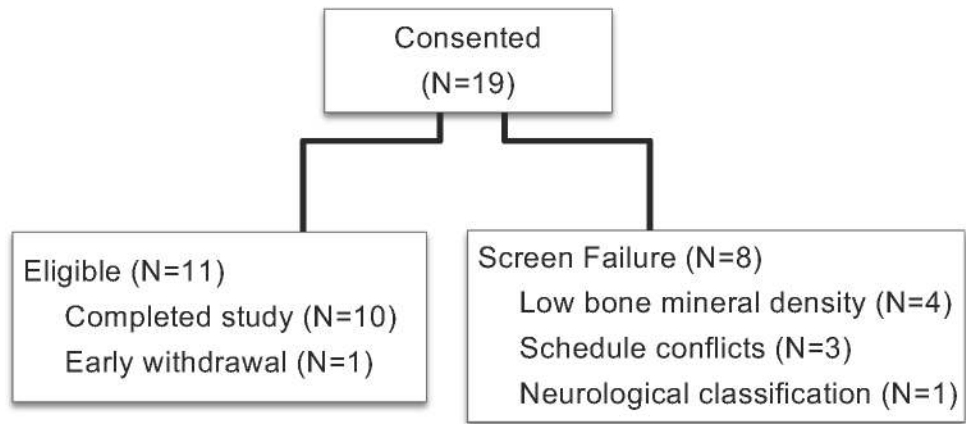 Consented
(N=19)
Eligible (N=11)
Completed study (N=10)
Early withdrawal (N=1)
Screen Failure (N=8)
Low bone mineral density (N=4)
Schedule conflicts (N=3)
Neurological classification (N=1)